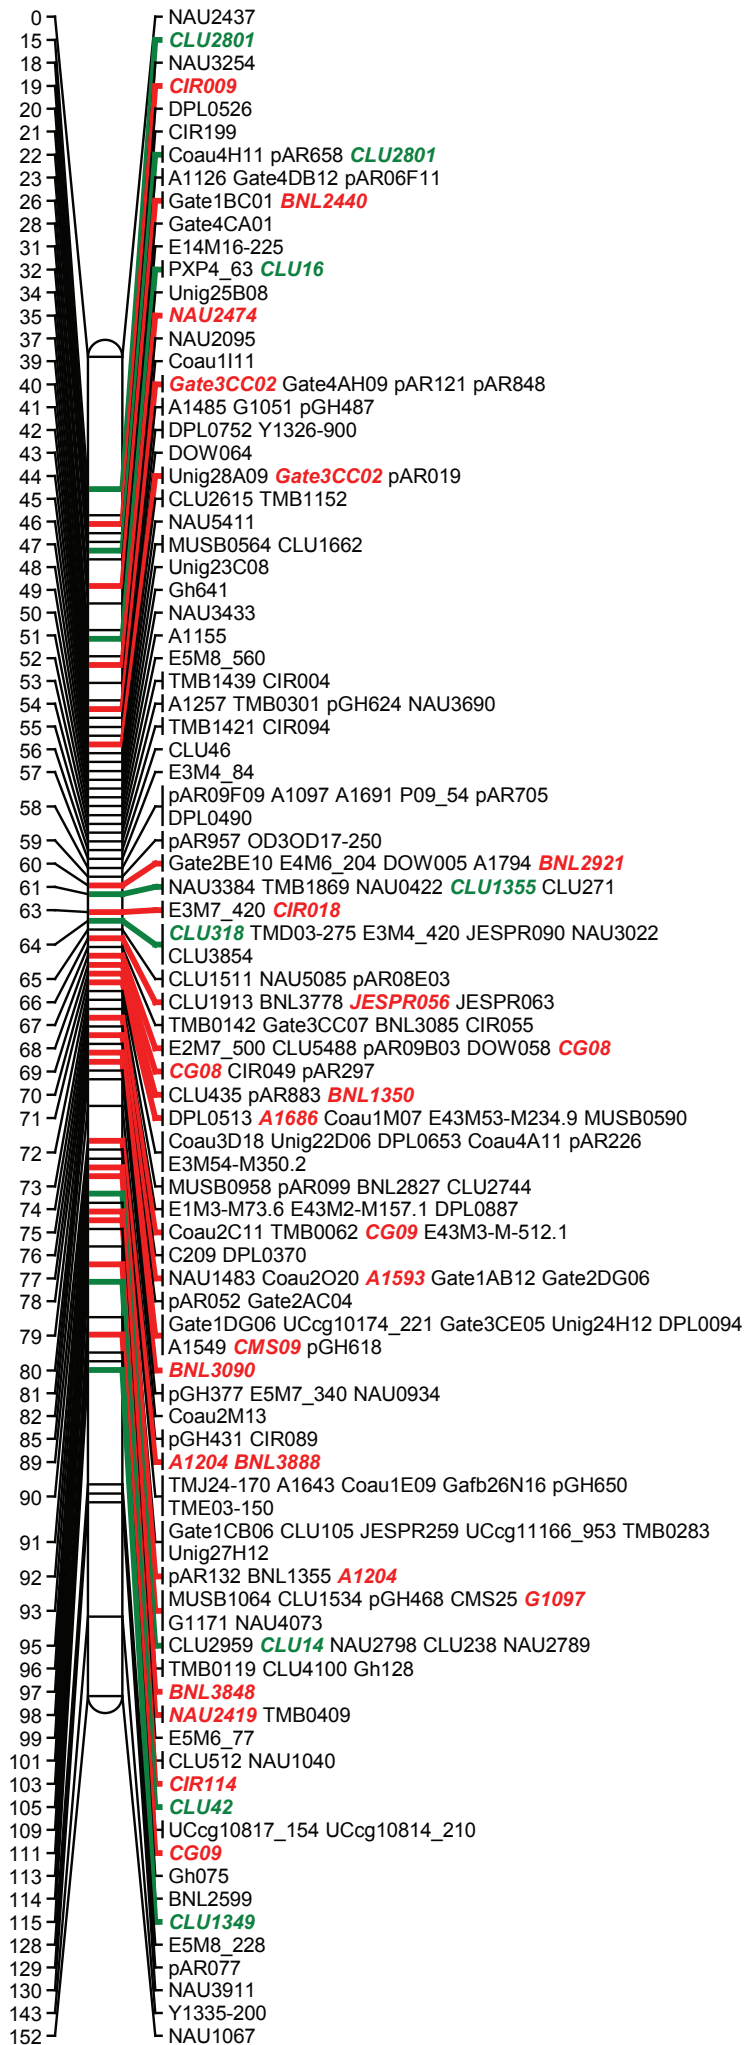 0 NAU2437
15 CLU2801
18 NAU3254
19 CIR009
20 DPL0526
21 CIR199
22 Coau4H11 pAR658 CLU2801
23 A1126 Gate4DB12 pAR06F11
26 Gate1BC01 BNL2440
28 Gate4CA01
31 E14M16-225
32 PXP4_63 CLU16
34 Unig25B08
35 NAU2474
37 NAU2095
39 Coau1I11
40 Gate3CC02 Gate4AH09 pAR121 pAR848
41 A1485 G1051 pGH487
42 DPL0752 Y1326-900
43 DOW064
44 Unig28A09 Gate3CC02 pAR019
45 CLU2615 TMB1152
46 NAU5411
47 MUSB0564 CLU1662
48 Unig23C08
49 Gh641
50 NAU3433
51 A1155
52 E5M8_560
53 TMB1439 CIR004
54 A1257 TMB0301 pGH624 NAU3690
55 TMB1421 CIR094
56 CLU46
57 E3M4_84
58 pAR09F09 A1097 A1691 P09_54 pAR705
DPL0490
59 pAR957 OD3OD17-250
60 Gate2BE10 E4M6_204 DOW005 A1794 BNL2921
61 NAU3384 TMB1869 NAU0422 CLU1355 CLU271
63 E3M7_420 CIR018
64 CLU318 TMD03-275 E3M4_420 JESPR090 NAU3022
CLU3854
65 CLU1511 NAU5085 pAR08E03
66 CLU1913 BNL3778 JESPR056 JESPR063
67 TMB0142 Gate3CC07 BNL3085 CIR055
68 E2M7_500 CLU5488 pAR09B03 DOW058 CG08
69 CG08 CIR049 pAR297
70 CLU435 pAR883 BNL1350
71 DPL0513 A1686 Coau1M07 E43M53-M234.9 MUSB0590
72 Coau3D18 Unig22D06 DPL0653 Coau4A11 pAR226
E3M54-M350.2
73 MUSB0958 pAR099 BNL2827 CLU2744
74 E1M3-M73.6 E43M2-M157.1 DPL0887
75 Coau2C11 TMB0062 CG09 E43M3-M-512.1
76 C209 DPL0370
77 NAU1483 Coau2O20 A1593 Gate1AB12 Gate2DG06
78 pAR052 Gate2AC04
79 Gate1DG06 UCcg10174_221 Gate3CE05 Unig24H12 DPL0094
A1549 CMS09 pGH618
80 BNL3090
81 pGH377 E5M7_340 NAU0934
82 Coau2M13
85 pGH431 CIR089
89 A1204 BNL3888
90 TMJ24-170 A1643 Coau1E09 Gafb26N16 pGH650
TME03-150
91 Gate1CB06 CLU105 JESPR259 UCcg11166_953 TMB0283
Unig27H12
92 pAR132 BNL1355 A1204
93 MUSB1064 CLU1534 pGH468 CMS25 G1097
G1171 NAU4073
95 CLU2959 CLU14 NAU2798 CLU238 NAU2789
96 TMB0119 CLU4100 Gh128
97 BNL3848
98 NAU2419 TMB0409
99 E5M6_77
101 CLU512 NAU1040
103 CIR114
105 CLU42
109 UCcg10817_154 UCcg10814_210
111 CG09
113 Gh075
114 BNL2599
115 CLU1349
128 E5M8_228
129 pAR077
130 NAU3911
143 Y1335-200
152 NAU1067